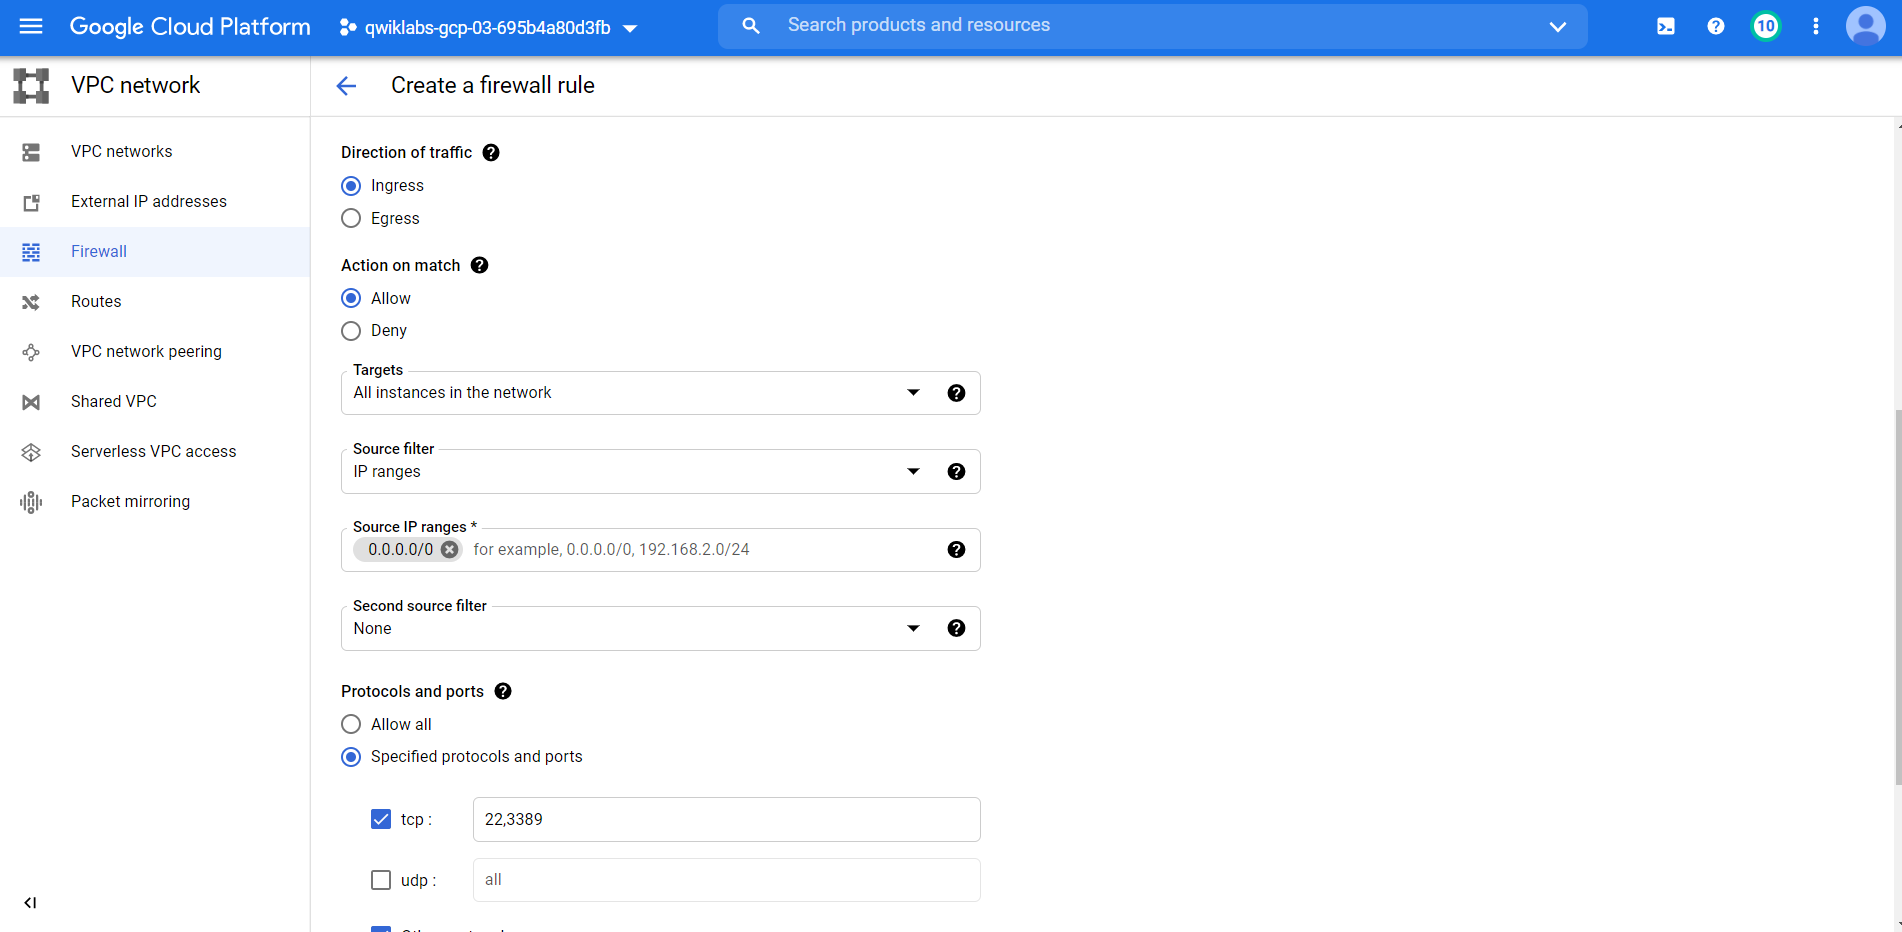 Google Cloud Platform
qwiklabs-gcp-03-695b4a80d3fb
Search products and resources
10
VPC network
Create a firewall rule
VPC networks
External IP addresses
Firewall
Routes
VPC network peering
Shared VPC
Serverless VPC access
Packet mirroring
Direction of traffic
Ingress
Egress
Action on match
Allow
Deny
Targets
All instances in the network
Source filter
IP ranges
Source IP ranges *
0.0.0.0/0 for example, 0.0.0.0/0, 192.168.2.0/24
Second source filter
None
Protocols and ports
Allow all
Specified protocols and ports
tcp : 22,3389
udp : all